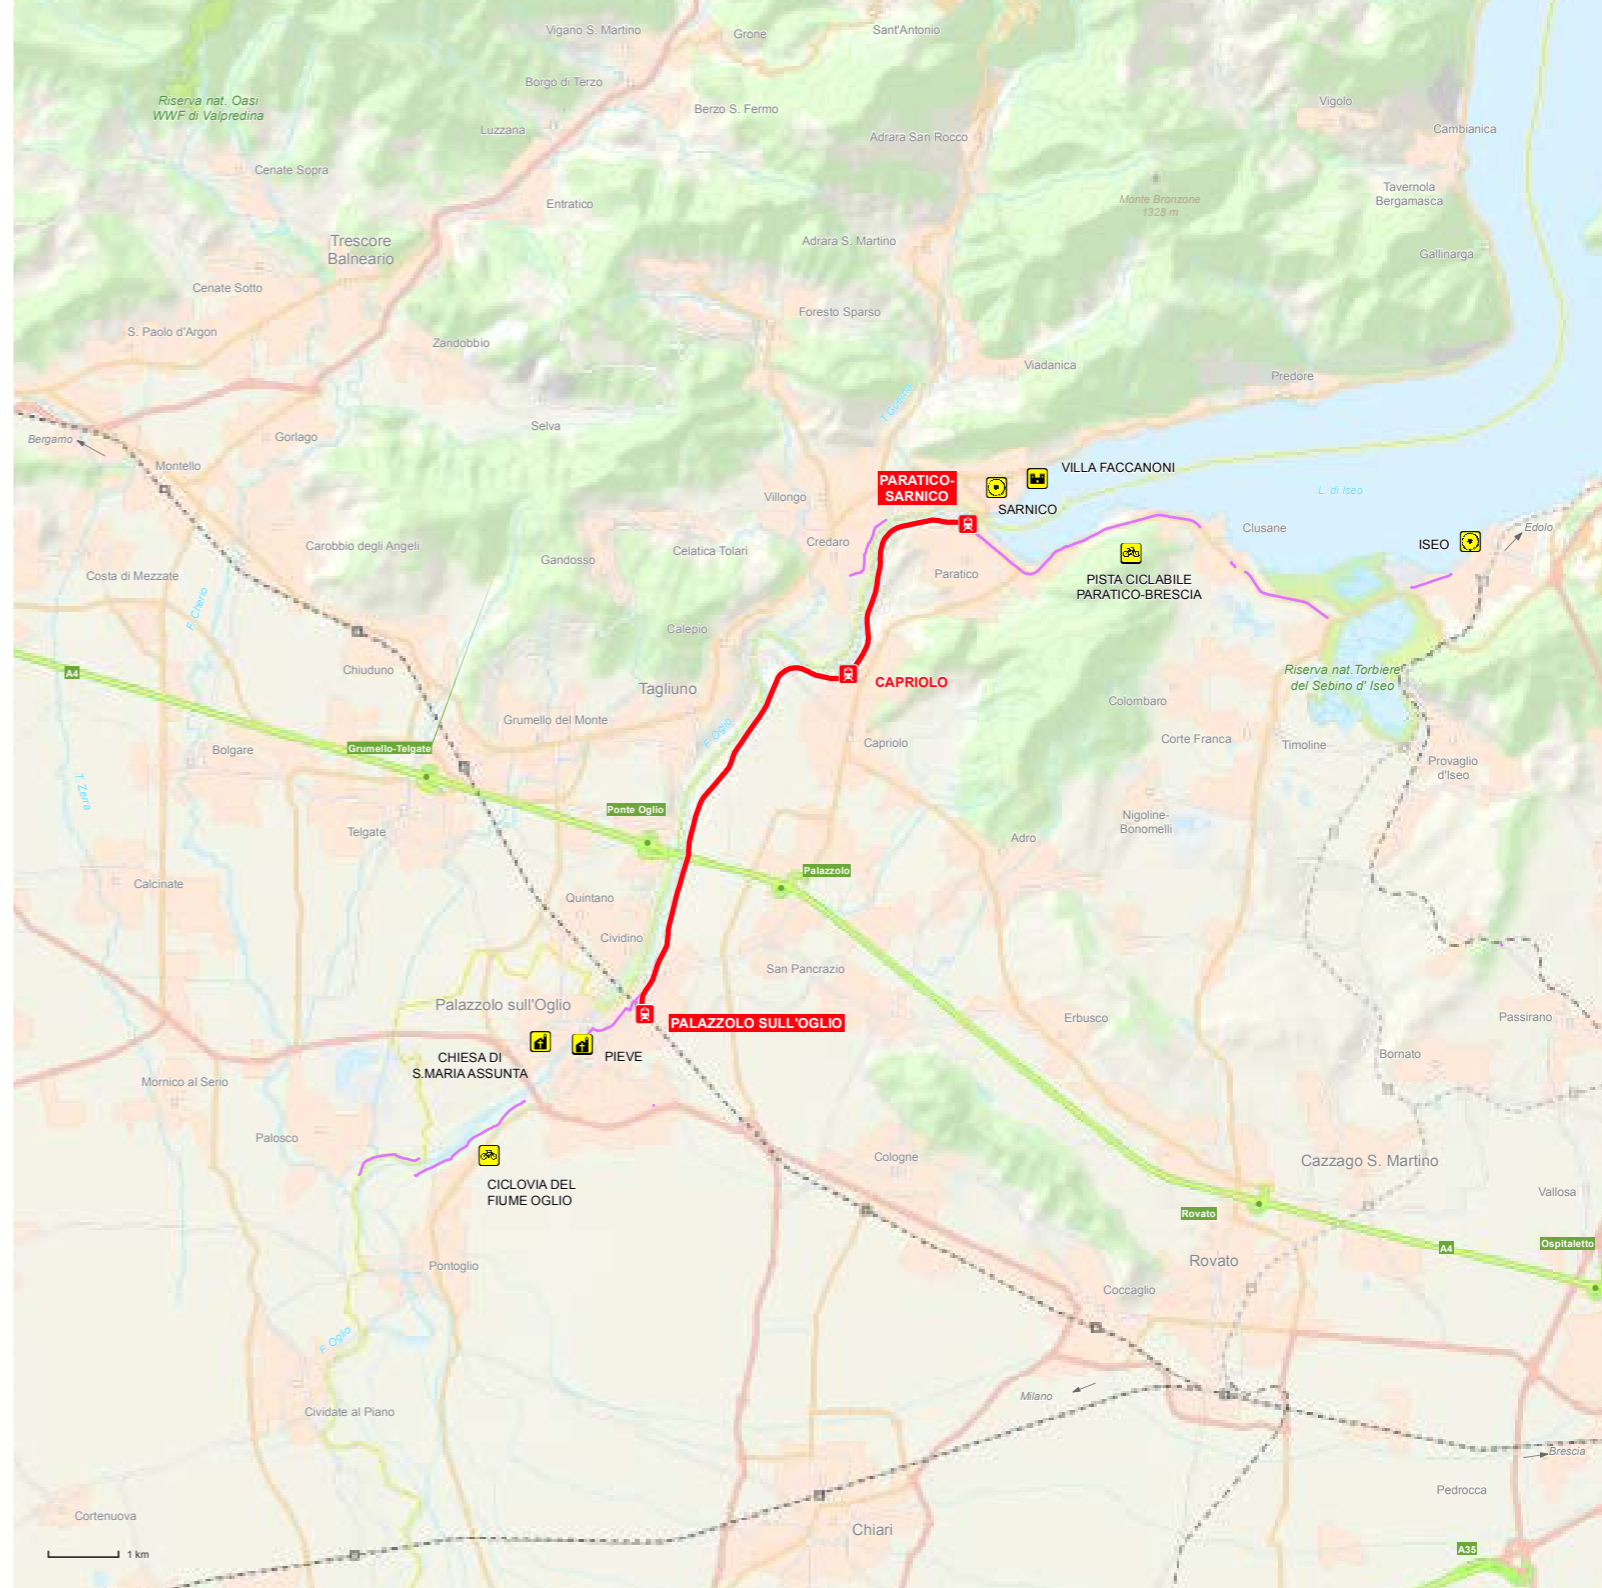 Vigano S. Martino
Grone
Sant'Antonio
Borgo di Terzo
Riserva nat. Oasi
WWF di Valpredina
Berzo S. Fermo
Vigolo
Luzzana
Cambianica
Adrara San Rocco
Cenate Sopra
Tavernola
Bergamasca
Monte Bronzone
1328 m
Entratico
Trescore
Balneario
Adrara S. Martino
Gallinarga
Cenate Sotto
Foresto Sparso
S. Paolo d'Argon
Zandobbio
Viadanica
Predore
T. Guerna
Selva
Gorlago
Bergamo
Montello
VILLA FACCANONI
PARATICO-
SARNICO
L. di Iseo
Villongo
SARNICO
Clusane
Edolo
Credaro
ISEO
Carobbio degli Angeli
Celatica Tolari
Gandosso
Costa di Mezzate
Paratico
PISTA CICLABILE
PARATICO-BRESCIA
F. Cherio
Calepio
Chiuduno
A4
Riserva nat.Torbiere
del Sebino d' Iseo
CAPRIOLO
Tagliuno
Colombaro
Grumello del Monte
F. Oglio
Corte Franca
Capriolo
Timoline
Bolgare
Grumello-Telgate
Provaglio
d'Iseo
T. Zerra
Ponte Oglio
Nigoline-
Bonomelli
Telgate
Adro
Palazzolo
Calcinate
Quintano
Cividino
San Pancrazio
Palazzolo sull'Oglio
PALAZZOLO SULL'OGLIO
Erbusco
Passirano
CHIESA DI
S.MARIA ASSUNTA
PIEVE
Bornato
Mornico al Serio
Palosco
Cologne
Cazzago S. Martino
CICLOVIA DEL
FIUME OGLIO
Vallosa
Rovato
A4
Ospitaletto
Pontoglio
Rovato
Coccaglio
F. Oglio
Milano
Cividate al Piano
Brescia
Pedrocca
Cortenuova
Chiari
1 km
A35